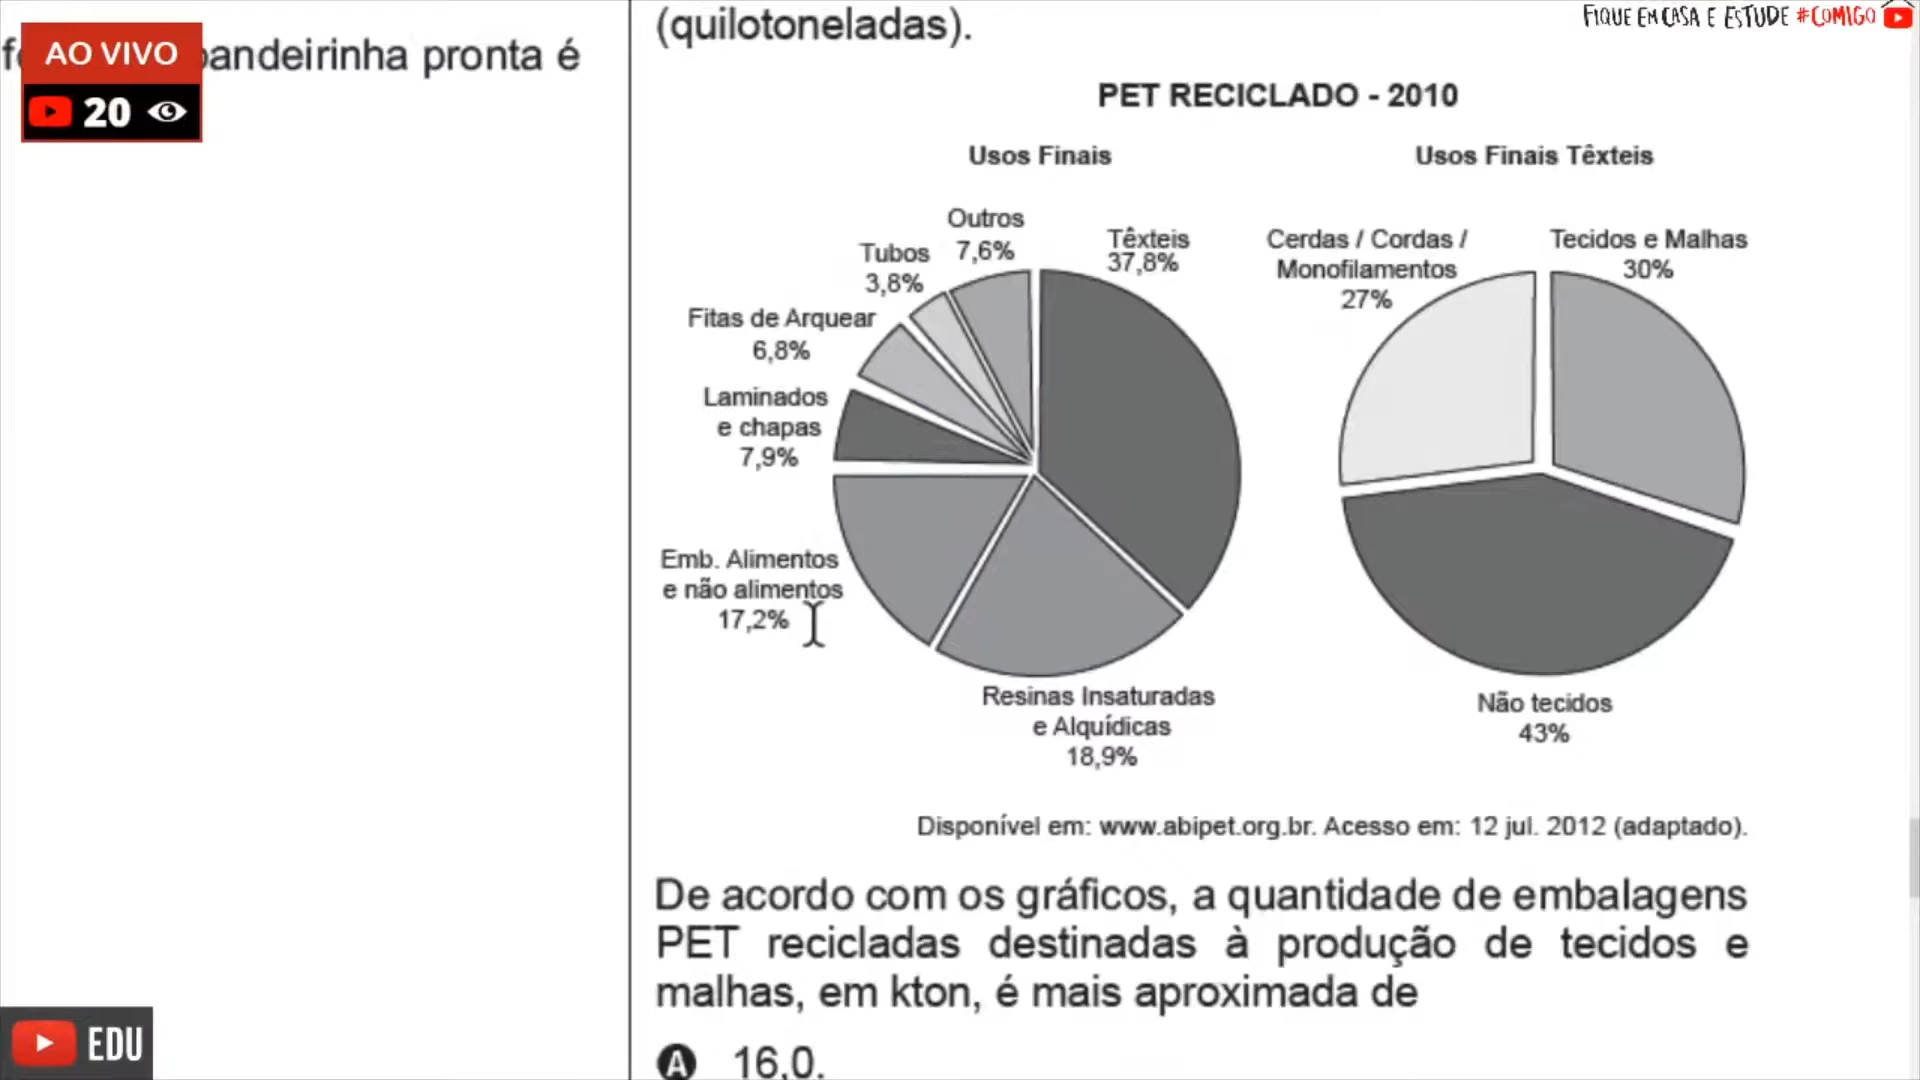 FIQUE EM CASA E ESTUDE #COMIGO
(quilotoneladas).
AO VIVO
bandeirinha pronta é
20
PET RECICLADO - 2010
Usos Finais
Usos Finais Têxteis
Outros
7,6%
Tubos
3,8%
Têxteis
37,8%
Fitas de Arquear
6,8%
Laminados
e chapas
7,9%
Emb. Alimentos
e não alimentos
17,2%
Resinas Insaturadas
e Alquídicas
18,9%
Cerdas / Cordas /
Monofilamentos
27%
Tecidos e Malhas
30%
Não tecidos
43%
Disponível em: www.abipet.org.br. Acesso em: 12 jul. 2012 (adaptado).
De acordo com os gráficos, a quantidade de embalagens
PET recicladas destinadas à produção de tecidos e
malhas, em kton, é mais aproximada de
A 16,0.
EDU